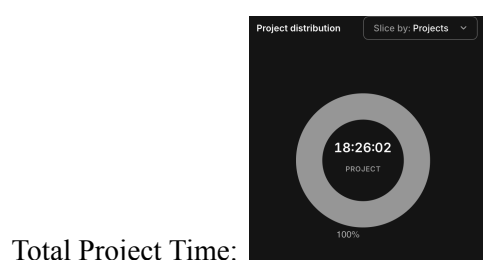 Project distribution
Slice by: Projects
18:26:02
PROJECT
100%
Total Project Time: